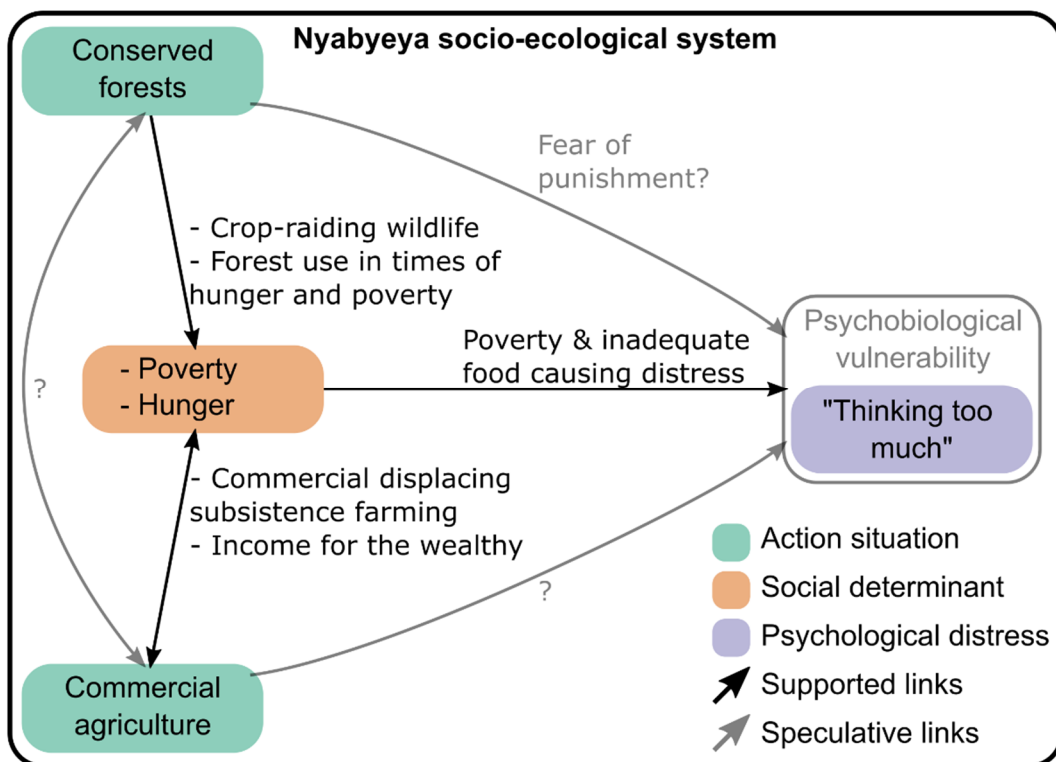 Nyabyeya socio-ecological system
Conserved
forests
Fear of
punishment?
- Crop-raiding wildlife
- Forest use in times of
hunger and poverty
?
- Poverty
- Hunger
Poverty & inadequate
food causing distress
Psychobiological
vulnerability
"Thinking too
much"
- Commercial displacing
subsistence farming
- Income for the wealthy
?
Commercial
agriculture
Action situation
Social determinant
Psychological distress
Supported links
Speculative links